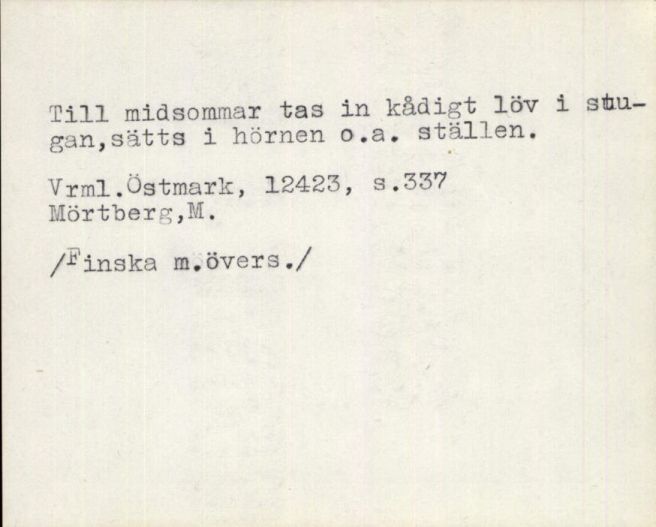 Till midsommar tas in kådigt löv i stu-
gan,sätts i hörnen o.a. ställen.
Vrml.Östmark, 12423, s.337
Mörtberg,M.
/Finska m.övers./